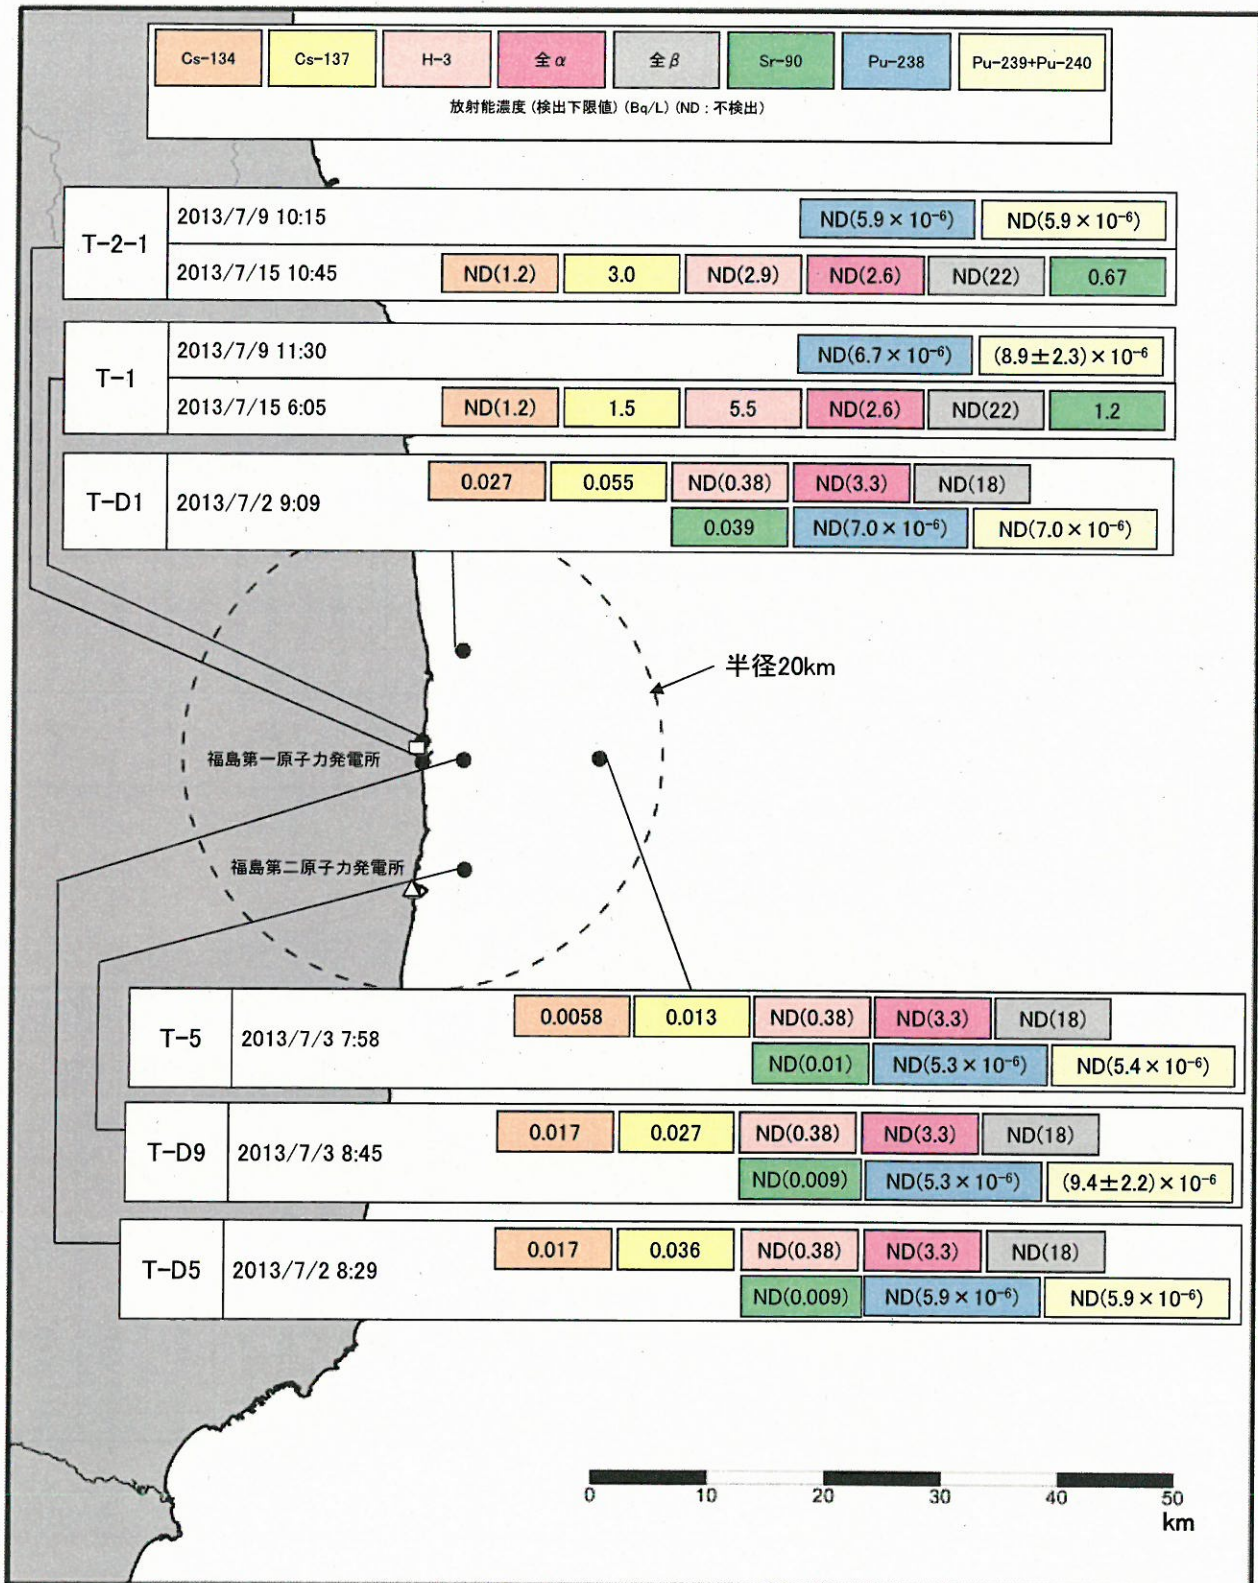 Cs-134 Cs-137 H-3 全α 全β Sr-90 Pu-238 Pu-239+Pu-240
放射能濃度 (検出下限値) (Bq/L) (ND : 不検出)
T-2-1
2013/7/9 10:15 ND(5.9×10⁻⁶) ND(5.9×10⁻⁶)
2013/7/15 10:45 ND(1.2) 3.0 ND(2.9) ND(2.6) ND(22) 0.67
T-1
2013/7/9 11:30 ND(6.7×10⁻⁶) (8.9±2.3)×10⁻⁶
2013/7/15 6:05 ND(1.2) 1.5 5.5 ND(2.6) ND(22) 1.2
T-D1 2013/7/2 9:09 0.027 0.055 ND(0.38) ND(3.3) ND(18)
0.039 ND(7.0×10⁻⁶) ND(7.0×10⁻⁶)
半径20km
福島第一原子力発電所
福島第二原子力発電所
T-5 2013/7/3 7:58 0.0058 0.013 ND(0.38) ND(3.3) ND(18)
ND(0.01) ND(5.3×10⁻⁶) ND(5.4×10⁻⁶)
T-D9 2013/7/3 8:45 0.017 0.027 ND(0.38) ND(3.3) ND(18)
ND(0.009) ND(5.3×10⁻⁶) (9.4±2.2)×10⁻⁶
T-D5 2013/7/2 8:29 0.017 0.036 ND(0.38) ND(3.3) ND(18)
ND(0.009) ND(5.9×10⁻⁶) ND(5.9×10⁻⁶)
0 10 20 30 40 50
km